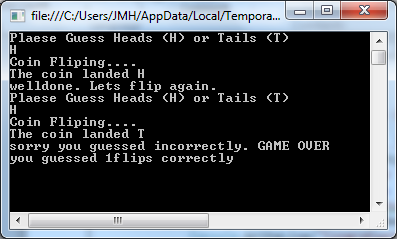 file:///C:/Users/JMH/AppData/Local/Tempora...
Plaese Guess Heads (H) or Tails (T)
H
Coin Fliping....
The coin landed H
welldone. Lets flip again.
Plaese Guess Heads (H) or Tails (T)
H
Coin Fliping....
The coin landed T
sorry you guessed incorrectly. GAME OVER
you guessed 1flips correctly